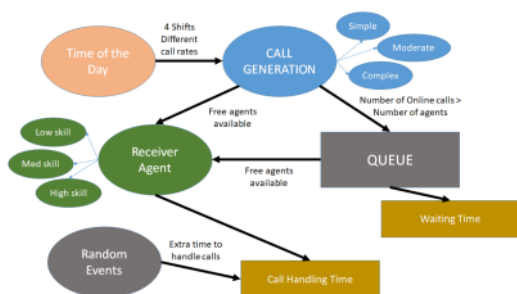 Time of the
Day
4 Shifts
Different
call rates
CALL
GENERATION
Simple
Moderate
Complex
Free agents
available
Number of Online calls >
Number of agents
Low skill
Med skill
High skill
Receiver
Agent
Free agents
available
QUEUE
Waiting Time
Random
Events
Extra time to
handle calls
Call Handling Time